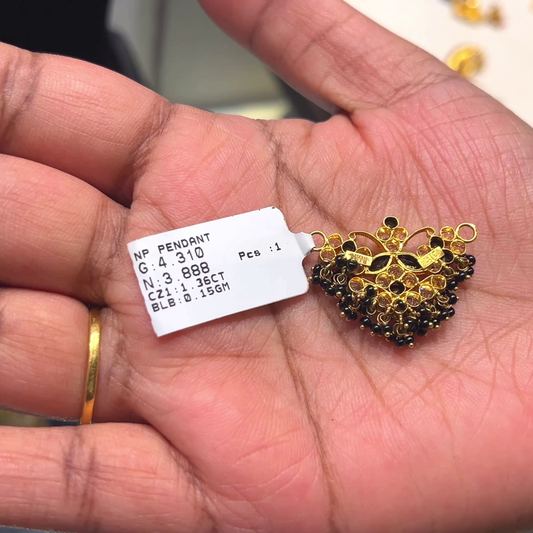 NP PENDANT
G:4.310 Pcs :1
N:3.888
CZ1:1.36CT
BLB:0.15GM